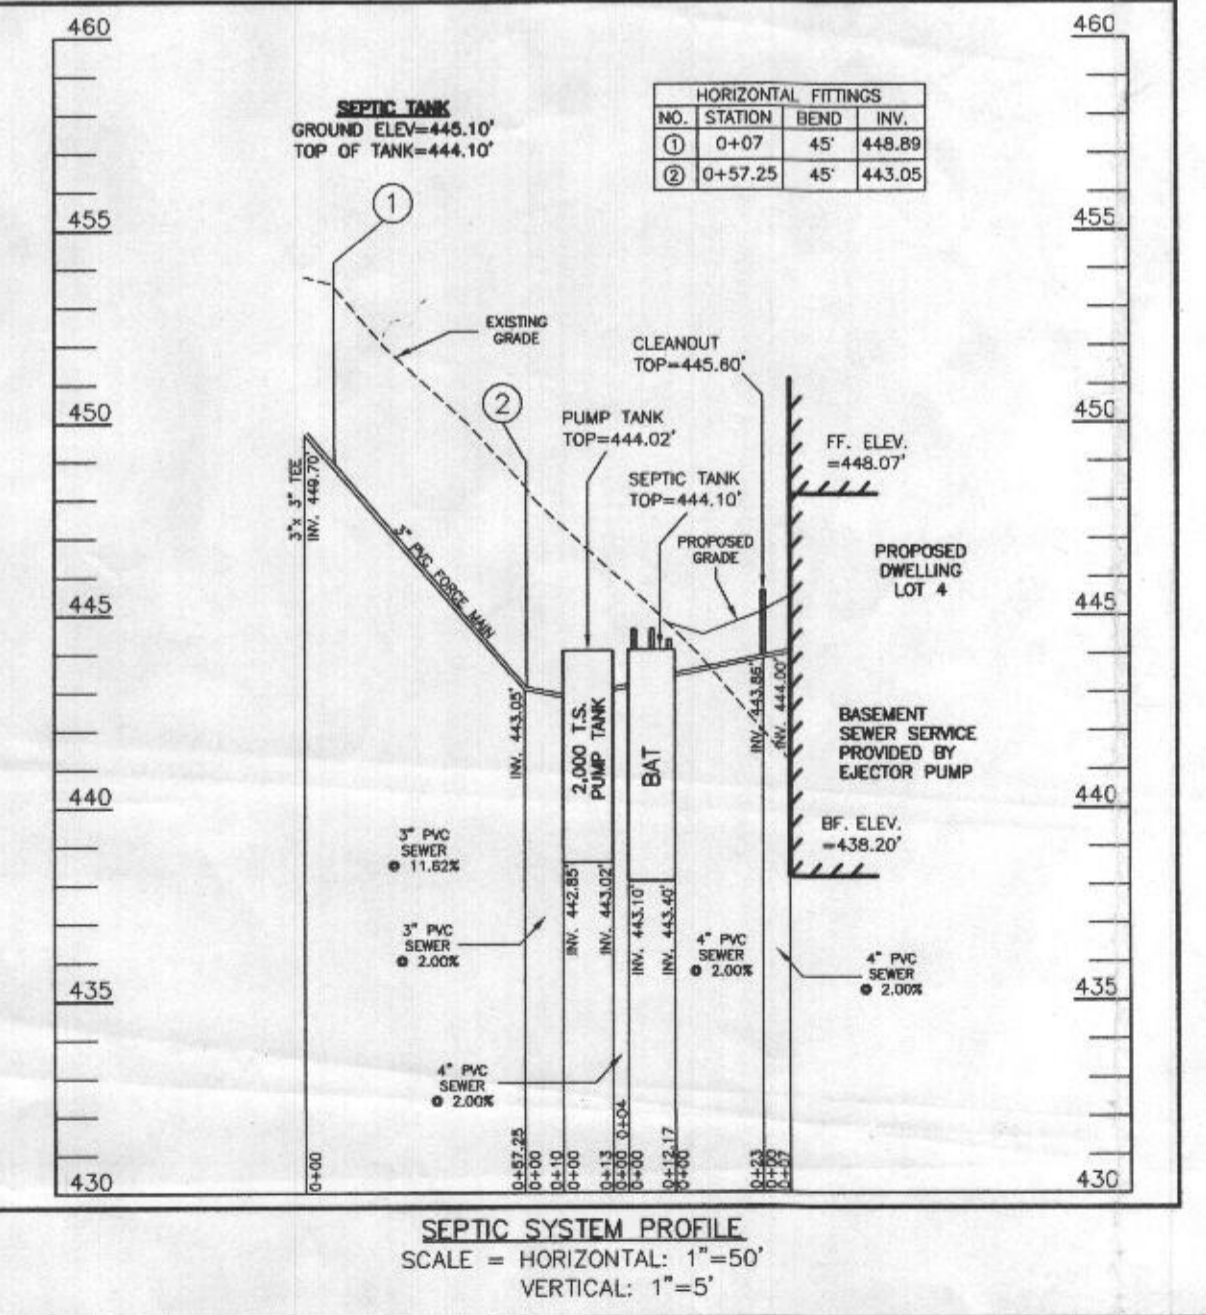 460
460
SEPTIC TANK
GROUND ELEV=445.10'
TOP OF TANK=444.10'
HORIZONTAL FITTINGS
NO. STATION BEND INV.
① 0+07 45° 448.89
② 0+57.25 45° 443.05
1
455
455
EXISTING
GRADE
CLEANOUT
TOP=445.60'
2
450
450
PUMP TANK
TOP=444.02'
FF. ELEV.
=448.07'
SEPTIC TANK
TOP=444.10'
3"x 3" TEE
INV. 449.70'
3" PVC FORCE MAIN
PROPOSED
GRADE
PROPOSED
DWELLING
LOT 4
445
445
INV. 443.05'
2,000 T.S.
PUMP TANK
BAT
INV. 443.86'
INV. 444.00'
BASEMENT
SEWER SERVICE
PROVIDED BY
EJECTOR PUMP
440
440
3" PVC
SEWER
@ 11.62%
BF. ELEV.
=438.20'
INV. 442.85'
INV. 443.02'
INV. 443.10'
INV. 443.40'
3" PVC
SEWER
@ 2.00%
4" PVC
SEWER
@ 2.00%
4" PVC
SEWER
@ 2.00%
435
435
4" PVC
SEWER
@ 2.00%
0+00
0+57.25
0+00
0+10
0+00
0+13
0+00 0+04
0+00
0+12.17
0+00
0+23
0+00
0+07
430
430
SEPTIC SYSTEM PROFILE
SCALE = HORIZONTAL: 1"=50'
VERTICAL: 1"=5'